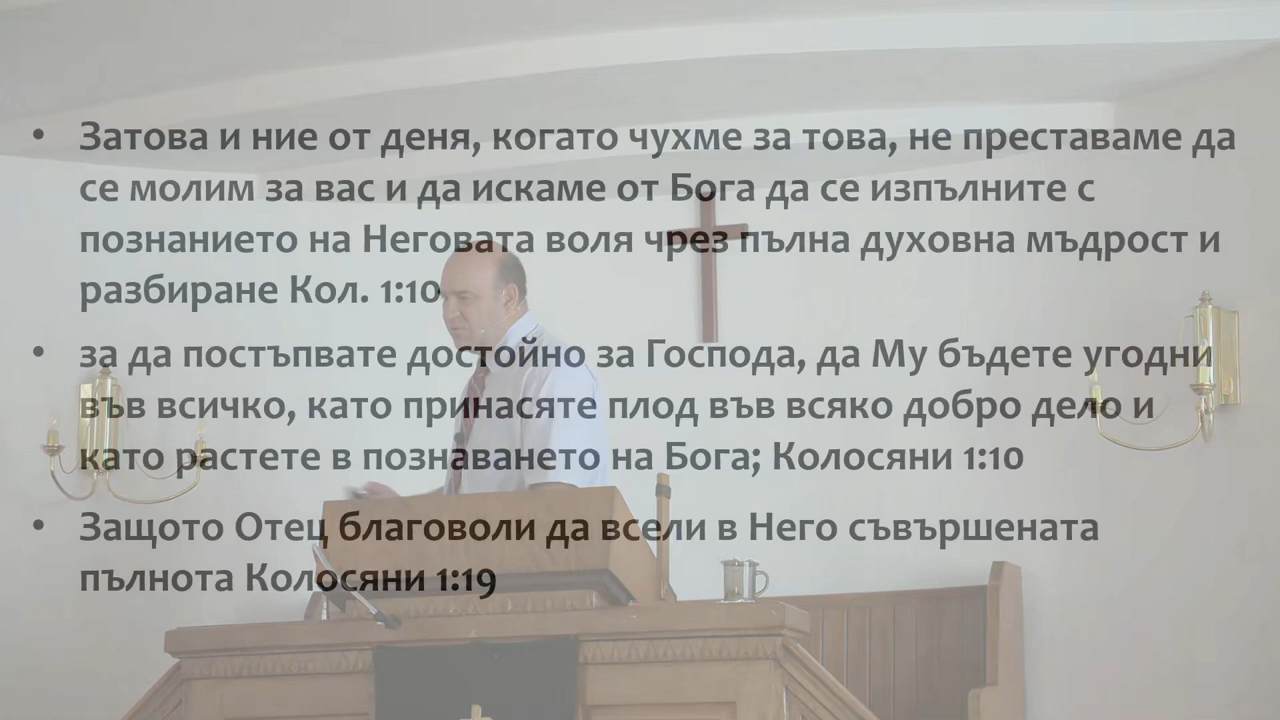 • Затова и ние от деня, когато чухме за това, не преставаме да
се молим за вас и да искаме от Бога да се изпълните с
познанието на Неговата воля чрез пълна духовна мъдрост и
разбиране Кол. 1:10
• за да постъпвате достойно за Господа, да Му бъдете угодни
във всичко, като принасяте плод във всяко добро дело и
като растете в познаването на Бога; Колосяни 1:10
• Защото Отец благоволи да всели в Него съвършената
пълнота Колосяни 1:19